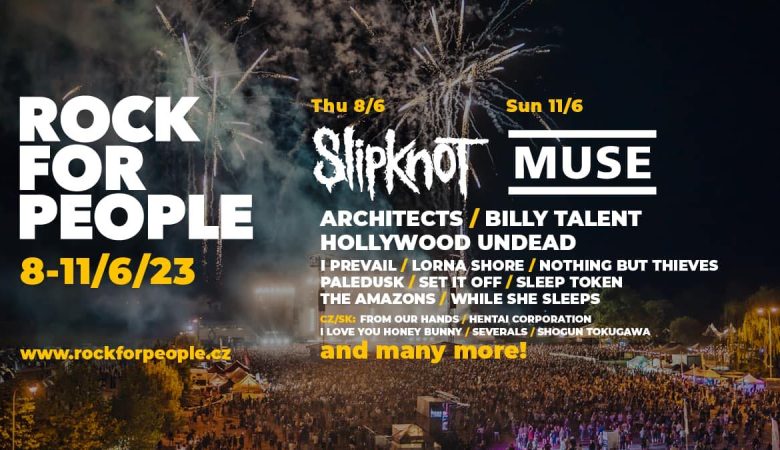 ROCK
FOR
PEOPLE
8-11/6/23
www.rockforpeople.cz
Thu 8/6
SlipKnoT
Sun 11/6
MUSE
ARCHITECTS / BILLY TALENT
HOLLYWOOD UNDEAD
I PREVAIL / LORNA SHORE / NOTHING BUT THIEVES
PALEDUSK / SET IT OFF / SLEEP TOKEN
THE AMAZONS / WHILE SHE SLEEPS
CZ/SK: FROM OUR HANDS / HENTAI CORPORATION
I LOVE YOU HONEY BUNNY / SEVERALS / SHOGUN TOKUGAWA
and many more!